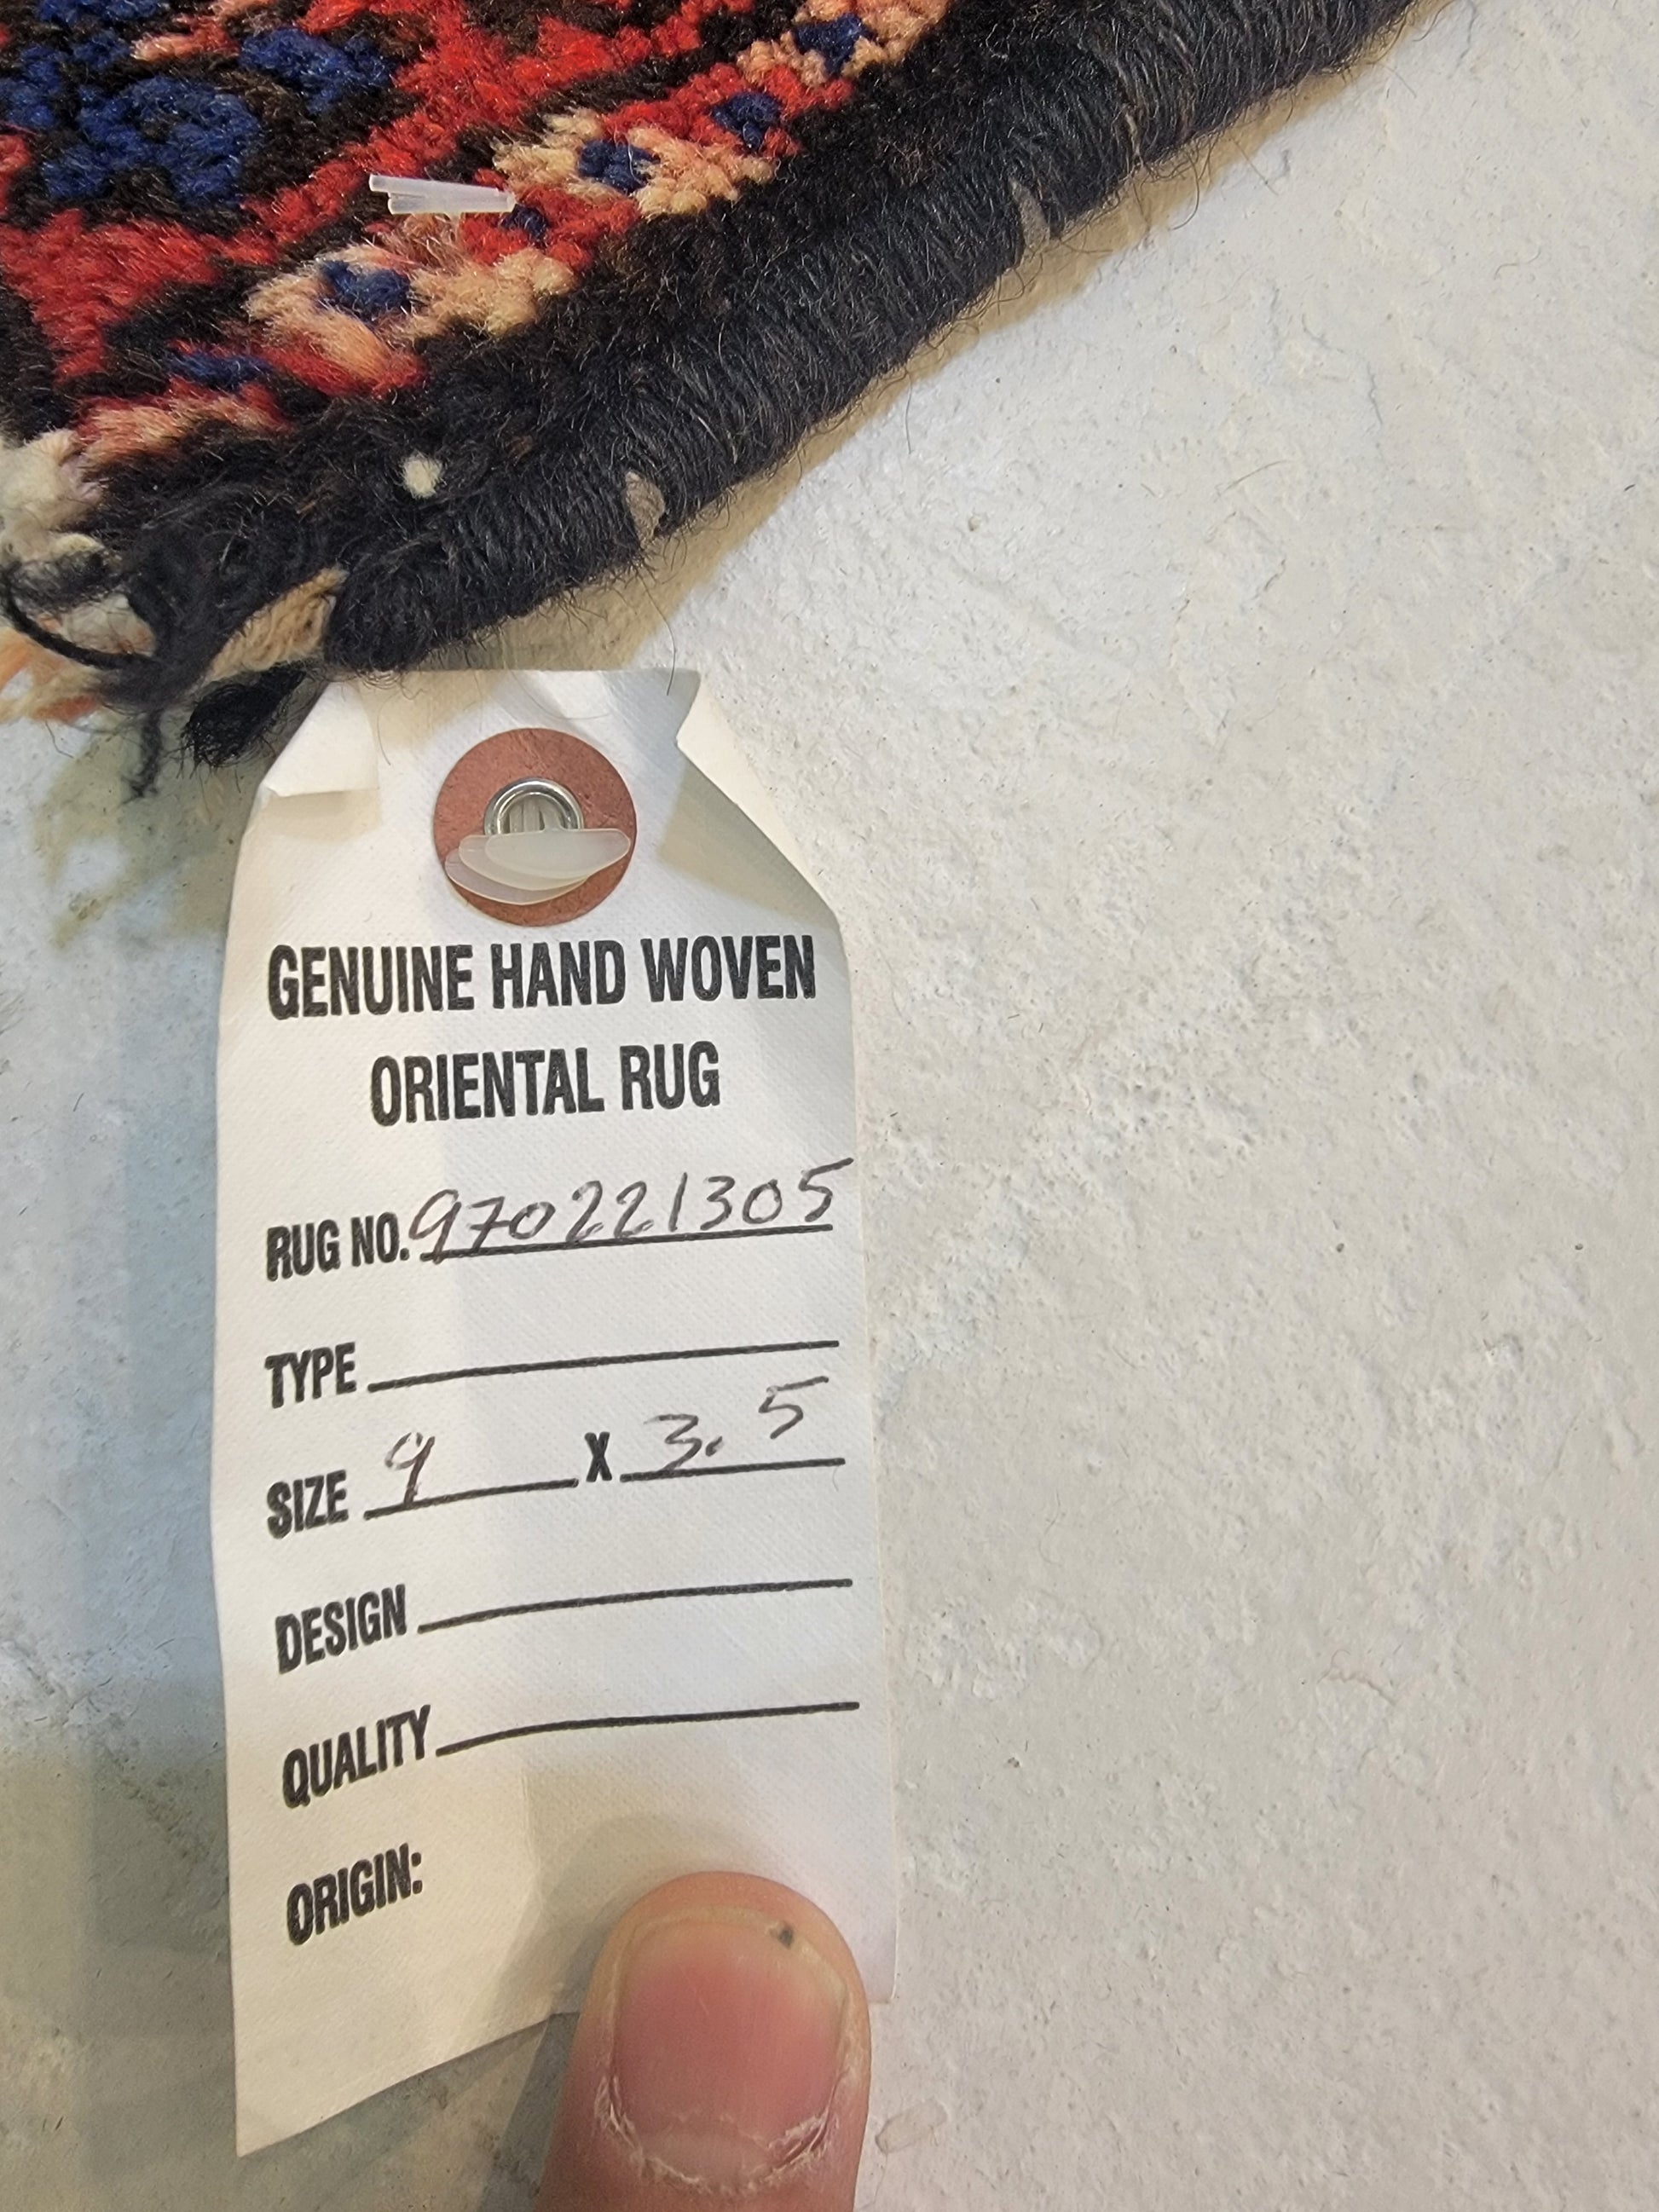 GENUINE HAND WOVEN
ORIENTAL RUG
RUG NO. 970221305
TYPE
SIZE 9 X 3.5
DESIGN
QUALITY
ORIGIN: